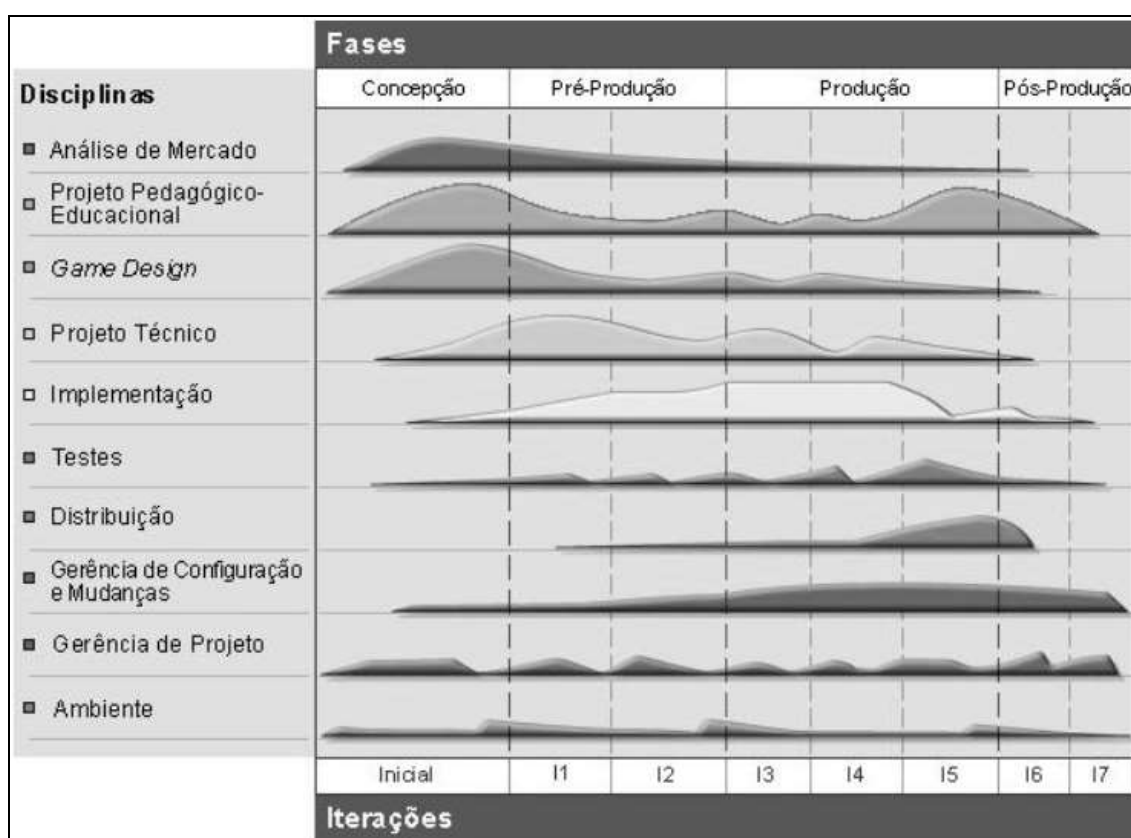 Fases
Concepção Pré-Produção Produção Pós-Produção
Disciplinas
Análise de Mercado
Projeto Pedagógico-
Educacional
Game Design
Projeto Técnico
Implementação
Testes
Distribuição
Gerência de Configuração
e Mudanças
Gerência de Projeto
Ambiente
Inicial I1 I2 I3 I4 I5 I6 I7
Iterações